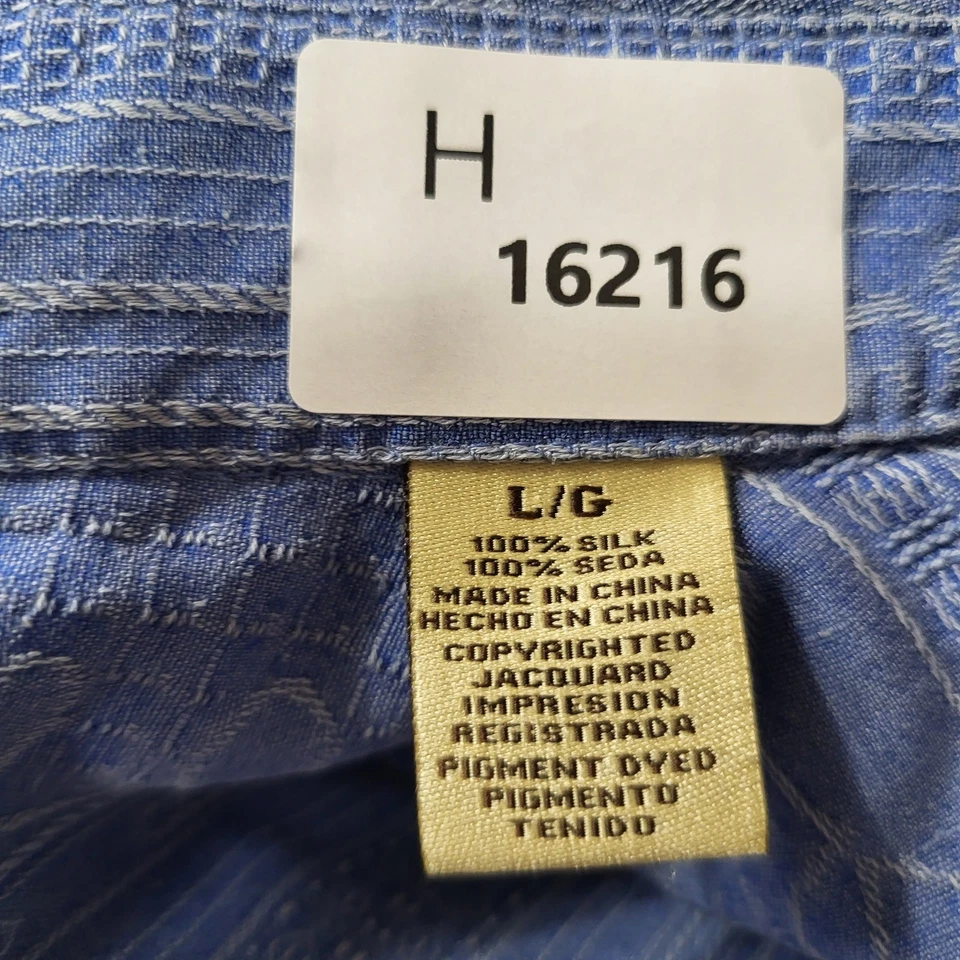 H
16216
L/G
100% SILK
100% SEDA
MADE IN CHINA
HECHO EN CHINA
COPYRIGHTED
JACQUARD
IMPRESION
REGISTRADA
PIGMENT DYED
PIGMENTO
TENIDO